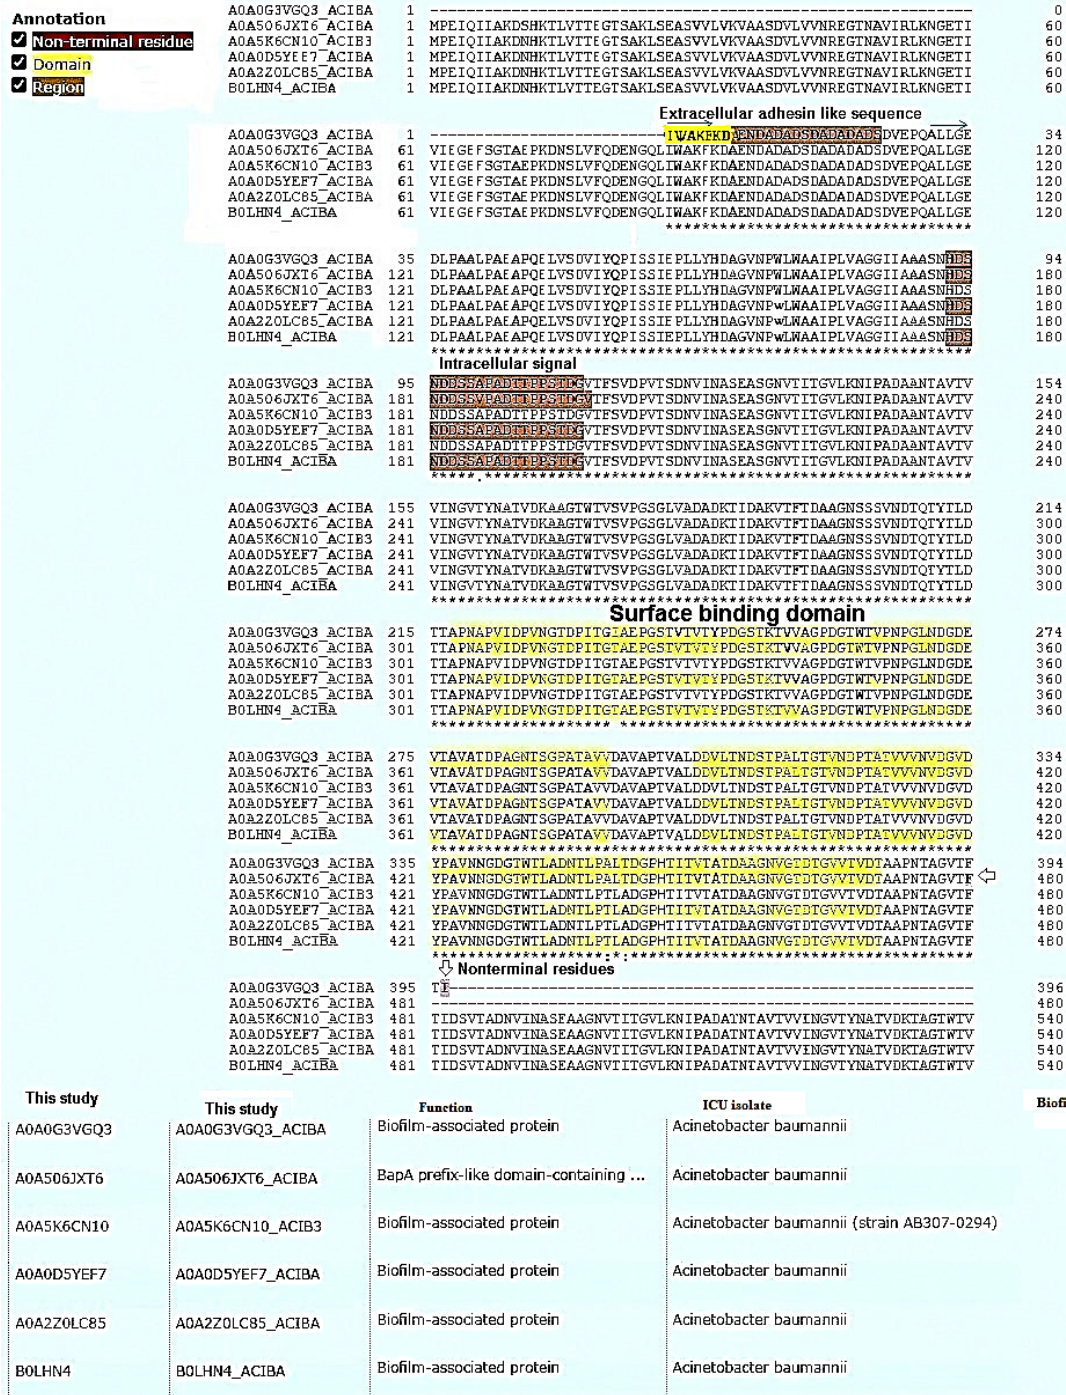 Annotation
Non-terminal residue
Domain
Region
A0A0G3VGQ3_ACIBA 1 ------------------------------------------------------------ 0
A0A506JXT6_ACIBA 1 MPEIQIIAKDSHKTLVTTEGTSAKLSEASVVLVKVAASDVLVVNREGTNAVIRLKNGETI 60
A0A5K6CN10_ACIB3 1 MPEIQIIAKDNHKTLVTTEGTSAKLSEASVVLVKVAASDVLVVNREGTNAVIRLKNGETI 60
A0A0D5YEF7_ACIBA 1 MPEIQIIAKDNHKTLVTTEGTSAKLSEASVVLVKVAASDVLVVNREGTNAVIRLKNGETI 60
A0A2Z0LC85_ACIBA 1 MPEIQIIAKDNHKTLVTTEGTSAKLSEASVVLVKVAASDVLVVNREGTNAVIRLKNGETI 60
B0LHN4_ACIBA 1 MPEIQIIAKDNHKTLVTTEGTSAKLSEASVVLVKVAASDVLVVNREGTNAVIRLKNGETI 60
Extracellular adhesin like sequence
A0A0G3VGQ3_ACIBA 1 --------------------------IWAKFKDAENDADADSDADADADSDVEPQALLGE 34
A0A506JXT6_ACIBA 61 VIEGFFSGTAEPKDNSLVFQDENGQLIWAKFKDAENDADADSDADADADSDVEPQALLGE 120
A0A5K6CN10_ACIB3 61 VIEGFFSGTAEPKDNSLVFQDENGQLIWAKFKDAENDADADSDADADADSDVEPQALLGE 120
A0A0D5YEF7_ACIBA 61 VIEGFFSGTAEPKDNSLVFQDENGQLIWAKFKDAENDADADSDADADADSDVEPQALLGE 120
A0A2Z0LC85_ACIBA 61 VIEGFFSGTAEPKDNSLVFQDENGQLIWAKFKDAENDADADSDADADADSDVEPQALLGE 120
B0LHN4_ACIBA 61 VIEGFFSGTAEPKDNSLVFQDENGQLIWAKFKDAENDADADSDADADADSDVEPQALLGE 120
**********************************
A0A0G3VGQ3_ACIBA 35 DLPAALPAEAPQELVSDVIYQPISSIEPLLYHDAGVNPWLWAAIPLVAGGIIAAASNHDS 94
A0A506JXT6_ACIBA 121 DLPAALPAEAPQELVSDVIYQPISSIEPLLYHDAGVNPWLWAAIPLVAGGIIAAASNHDS 180
A0A5K6CN10_ACIB3 121 DLPAALPAEAPQELVSDVIYQPISSIEPLLYHDAGVNPWLWAAIPLVAGGIIAAASNHDS 180
A0A0D5YEF7_ACIBA 121 DLPAALPAEAPQELVSDVIYQPISSIEPLLYHDAGVNPwLWAAIPLVAGGIIAAASNHDS 180
A0A2Z0LC85_ACIBA 121 DLPAALPAEAPQELVSDVIYQPISSIEPLLYHDAGVNPwLWAAIPLVAGGIIAAASNHDS 180
B0LHN4_ACIBA 121 DLPAALPAEAPQELVSDVIYQPISSIEPLLYHDAGVNPwLWAAIPLVAGGIIAAASNHDS 180
************************************************************
Intracellular signal
A0A0G3VGQ3_ACIBA 95 NDDSSAPADTTPPSTDGVTFSVDPVTSDNVINASEASGNVTITGVLKNIPADAANTAVTV 154
A0A506JXT6_ACIBA 181 NDDSSVPADTTPPSTDGVTFSVDPVTSDNVINASEASGNVTITGVLKNIPADAANTAVTV 240
A0A5K6CN10_ACIB3 181 NDDSSAPADTTPPSTDGVTFSVDPVTSDNVINASEASGNVTITGVLKNIPADAANTAVTV 240
A0A0D5YEF7_ACIBA 181 NDDSSAPADTTPPSTDGVTFSVDPVTSDNVINASEASGNVTITGVLKNIPADAANTAVTV 240
A0A2Z0LC85_ACIBA 181 NDDSSAPADTTPPSTDGVTFSVDPVTSDNVINASEASGNVTITGVLKNIPADAANTAVTV 240
B0LHN4_ACIBA 181 NDDSSAPADTTPPSTDGVTFSVDPVTSDNVINASEASGNVTITGVLKNIPADAANTAVTV 240
*****.******************************************************
A0A0G3VGQ3_ACIBA 155 VINGVTYNATVDKAAGTWTVSVPGSGLVADADKTIDAKVTFTDAAGNSSSVNDTQTYTLD 214
A0A506JXT6_ACIBA 241 VINGVTYNATVDKAAGTWTVSVPGSGLVADADKTIDAKVTFTDAAGNSSSVNDTQTYTLD 300
A0A5K6CN10_ACIB3 241 VINGVTYNATVDKAAGTWTVSVPGSGLVADADKTIDAKVTFTDAAGNSSSVNDTQTYTLD 300
A0A0D5YEF7_ACIBA 241 VINGVTYNATVDKAAGTWTVSVPGSGLVADADKTIDAKVTFTDAAGNSSSVNDTQTYTLD 300
A0A2Z0LC85_ACIBA 241 VINGVTYNATVDKAAGTWTVSVPGSGLVADADKTIDAKVTFTDAAGNSSSVNDTQTYTLD 300
B0LHN4_ACIBA 241 VINGVTYNATVDKAAGTWTVSVPGSGLVADADKTIDAKVTFTDAAGNSSSVNDTQTYTLD 300
************************************************************
Surface binding domain
A0A0G3VGQ3_ACIBA 215 TTAPNAPVIDPVNGTDPITGIAEPGSTVTVTYPDGSTKTVVAGPDGTWTVPNPGLNDGDE 274
A0A506JXT6_ACIBA 301 TTAPNAPVIDPVNGTDPITGTAEPGSTVTVTYPDGSTKTVVAGPDGTWTVPNPGLNDGDE 360
A0A5K6CN10_ACIB3 301 TTAPNAPVIDPVNGTDPITGTAEPGSTVTVTYPDGSTKTVVAGPDGTWTVPNPGLNDGDE 360
A0A0D5YEF7_ACIBA 301 TTAPNAPVIDPVNGTDPITGTAEPGSTVTVTYPDGSTKTVVAGPDGTWTVPNPGLNDGDE 360
A0A2Z0LC85_ACIBA 301 TTAPNAPVIDPVNGTDPITGTAEPGSTVTVTYPDGSTKTVVAGPDGTWTVPNPGLNDGDE 360
B0LHN4_ACIBA 301 TTAPNAPVIDPVNGTDPITGTAEPGSTVTVTYPDGSTKTVVAGPDGTWTVPNPGLNDGDE 360
******************** ***************************************
A0A0G3VGQ3_ACIBA 275 VTAVATDPAGNTSGPATAVVDAVAPTVALDDVLTNDSTPALTGTVNDPTATVVVNVDGVD 334
A0A506JXT6_ACIBA 361 VTAVATDPAGNTSGPATAVVDAVAPTVALDDVLTNDSTPALTGTVNDPTATVVVNVDGVD 420
A0A5K6CN10_ACIB3 361 VTAVATDPAGNTSGPATAVVDAVAPTVALDDVLTNDSTPALTGTVNDPTATVVVNVDGVD 420
A0A0D5YEF7_ACIBA 361 VTAVATDPAGNTSGPATAVVDAVAPTVALDDVLTNDSTPALTGTVNDPTATVVVNVDGVD 420
A0A2Z0LC85_ACIBA 361 VTAVATDPAGNTSGPATAVVDAVAPTVALDDVLTNDSTPALTGTVNDPTATVVVNVDGVD 420
B0LHN4_ACIBA 361 VTAVATDPAGNTSGPATAVVDAVAPTVALDDVLTNDSTPALTGTVNDPTATVVVNVDGVD 420
************************************************************
A0A0G3VGQ3_ACIBA 335 YPAVNNGDGTWTLADNTLPALTDGPHTITVTATDAAGNVGTDTGVVTVDTAAPNTAGVTF 394
A0A506JXT6_ACIBA 421 YPAVNNGDGTWTLADNTLPALTDGPHTITVTATDAAGNVGTDTGVVTVDTAAPNTAGVTF 480
A0A5K6CN10_ACIB3 421 YPAVNNGDGTWTLADNTLPTLADGPHTITVTATDAAGNVGTDTGVVTVDTAAPNTAGVTF 480
A0A0D5YEF7_ACIBA 421 YPAVNNGDGTWTLADNTLPTLADGPHTITVTATDAAGNVGTDTGVVTVDTAAPNTAGVTF 480
A0A2Z0LC85_ACIBA 421 YPAVNNGDGTWTLADNTLPTLADGPHTITVTATDAAGNVGTDTGVVTVDTAAPNTAGVTF 480
B0LHN4_ACIBA 421 YPAVNNGDGTWTLADNTLPTLADGPHTITVTATDAAGNVGTDTGVVTVDTAAPNTAGVTF 480
*******************:*:**************************************
Nonterminal residues
A0A0G3VGQ3_ACIBA 395 TI---------------------------------------------------------- 396
A0A506JXT6_ACIBA 481 ------------------------------------------------------------ 480
A0A5K6CN10_ACIB3 481 TIDSVTADNVINASEAAGNVTITGVLKNIPADATNTAVTVVINGVTYNATVDKTAGTWTV 540
A0A0D5YEF7_ACIBA 481 TIDSVTADNVINASEAAGNVTITGVLKNIPADATNTAVTVVINGVTYNATVDKTAGTWTV 540
A0A2Z0LC85_ACIBA 481 TIDSVTADNVINASEAAGNVTITGVLKNIPADATNTAVTVVINGVTYNATVDKTAGTWTV 540
B0LHN4_ACIBA 481 TIDSVTADNVINASEAAGNVTITGVLKNIPADATNTAVTVVINGVTYNATVDKTAGTWTV 540
This study This study Function ICU isolate Biofi
A0A0G3VGQ3 A0A0G3VGQ3_ACIBA Biofilm-associated protein Acinetobacter baumannii
A0A506JXT6 A0A506JXT6_ACIBA BapA prefix-like domain-containing ... Acinetobacter baumannii
A0A5K6CN10 A0A5K6CN10_ACIB3 Biofilm-associated protein Acinetobacter baumannii (strain AB307-0294)
A0A0D5YEF7 A0A0D5YEF7_ACIBA Biofilm-associated protein Acinetobacter baumannii
A0A2Z0LC85 A0A2Z0LC85_ACIBA Biofilm-associated protein Acinetobacter baumannii
B0LHN4 B0LHN4_ACIBA Biofilm-associated protein Acinetobacter baumannii